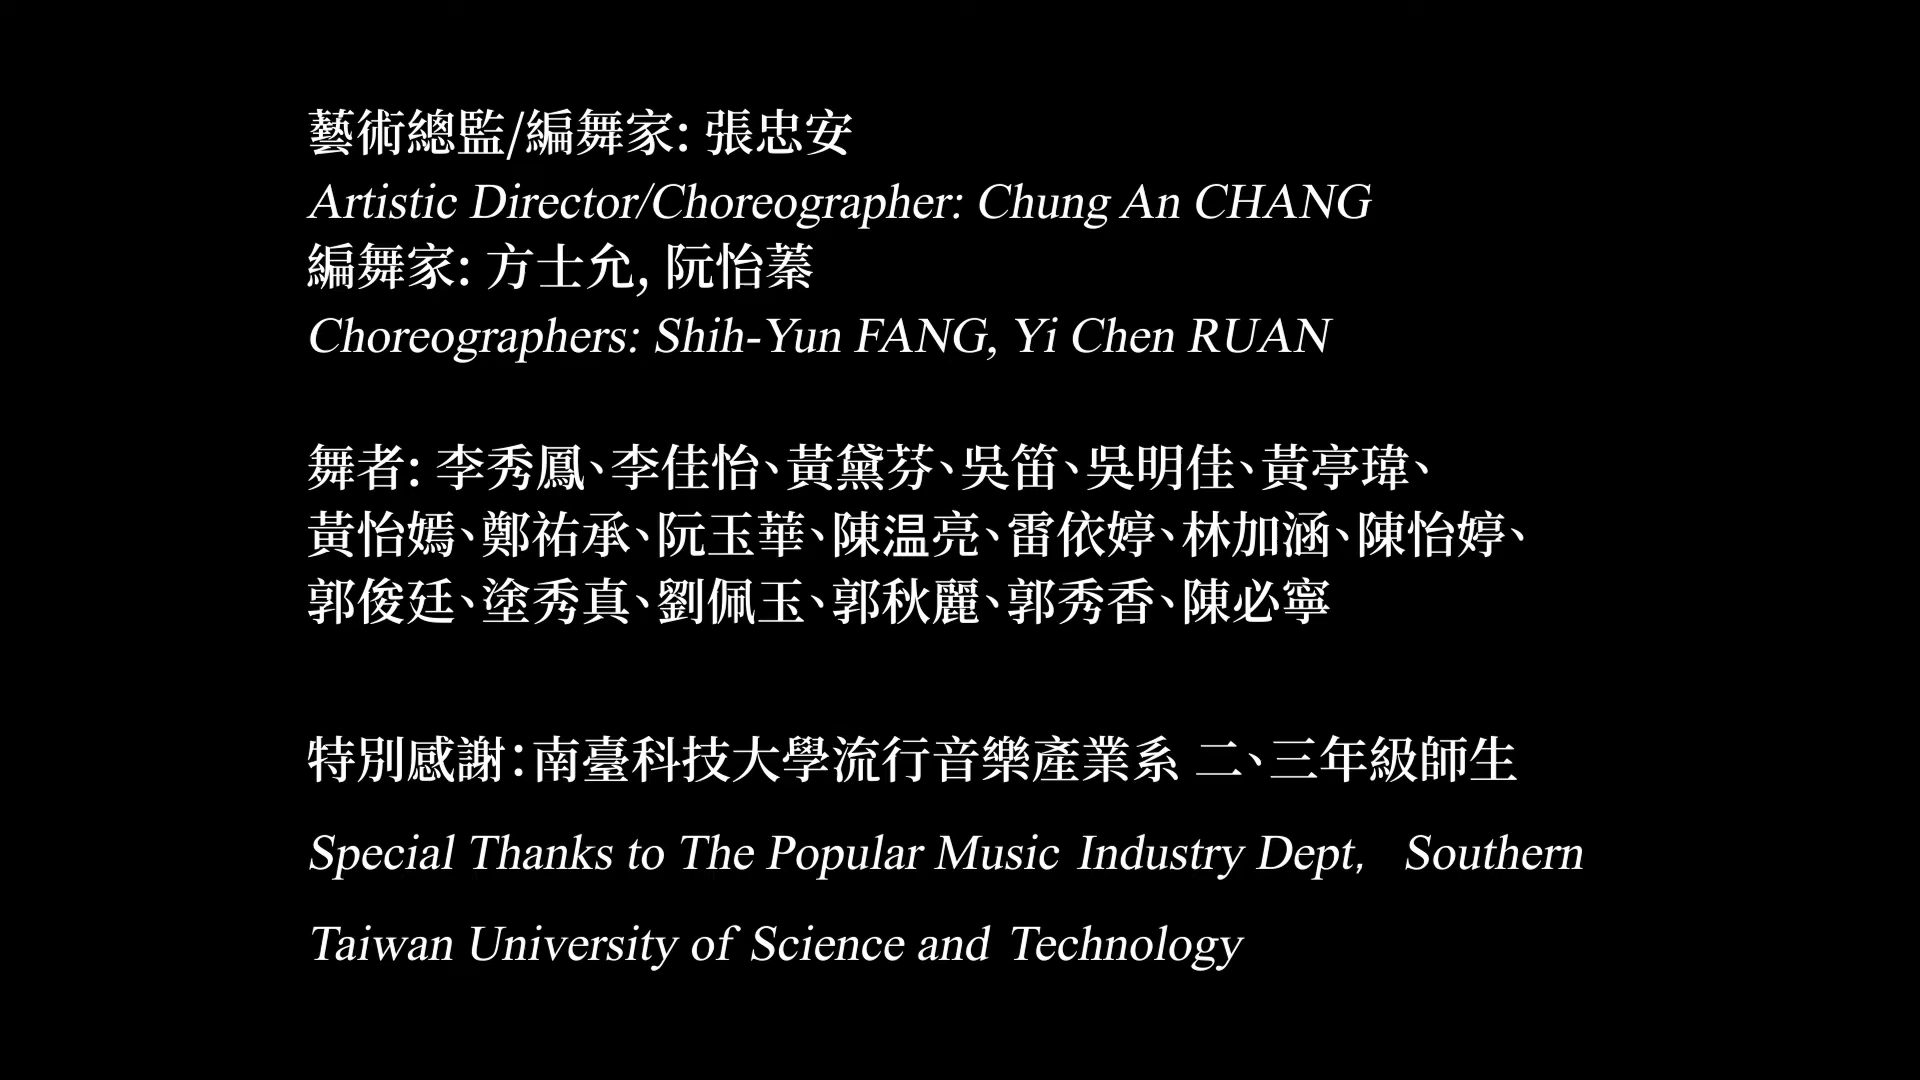 藝術總監/編舞家: 張忠安
Artistic Director/Choreographer: Chung An CHANG
編舞家: 方士允, 阮怡蓁
Choreographers: Shih-Yun FANG, Yi Chen RUAN
舞者: 李秀鳳、李佳怡、黃黛芬、吳笛、吳明佳、黃亭瑋、
黃怡嫣、鄭祐承、阮玉華、陳温亮、雷依婷、林加涵、陳怡婷、
郭俊廷、塗秀真、劉佩玉、郭秋麗、郭秀香、陳必寧
特別感謝：南臺科技大學流行音樂產業系 二、三年級師生
Special Thanks to The Popular Music Industry Dept, Southern
Taiwan University of Science and Technology